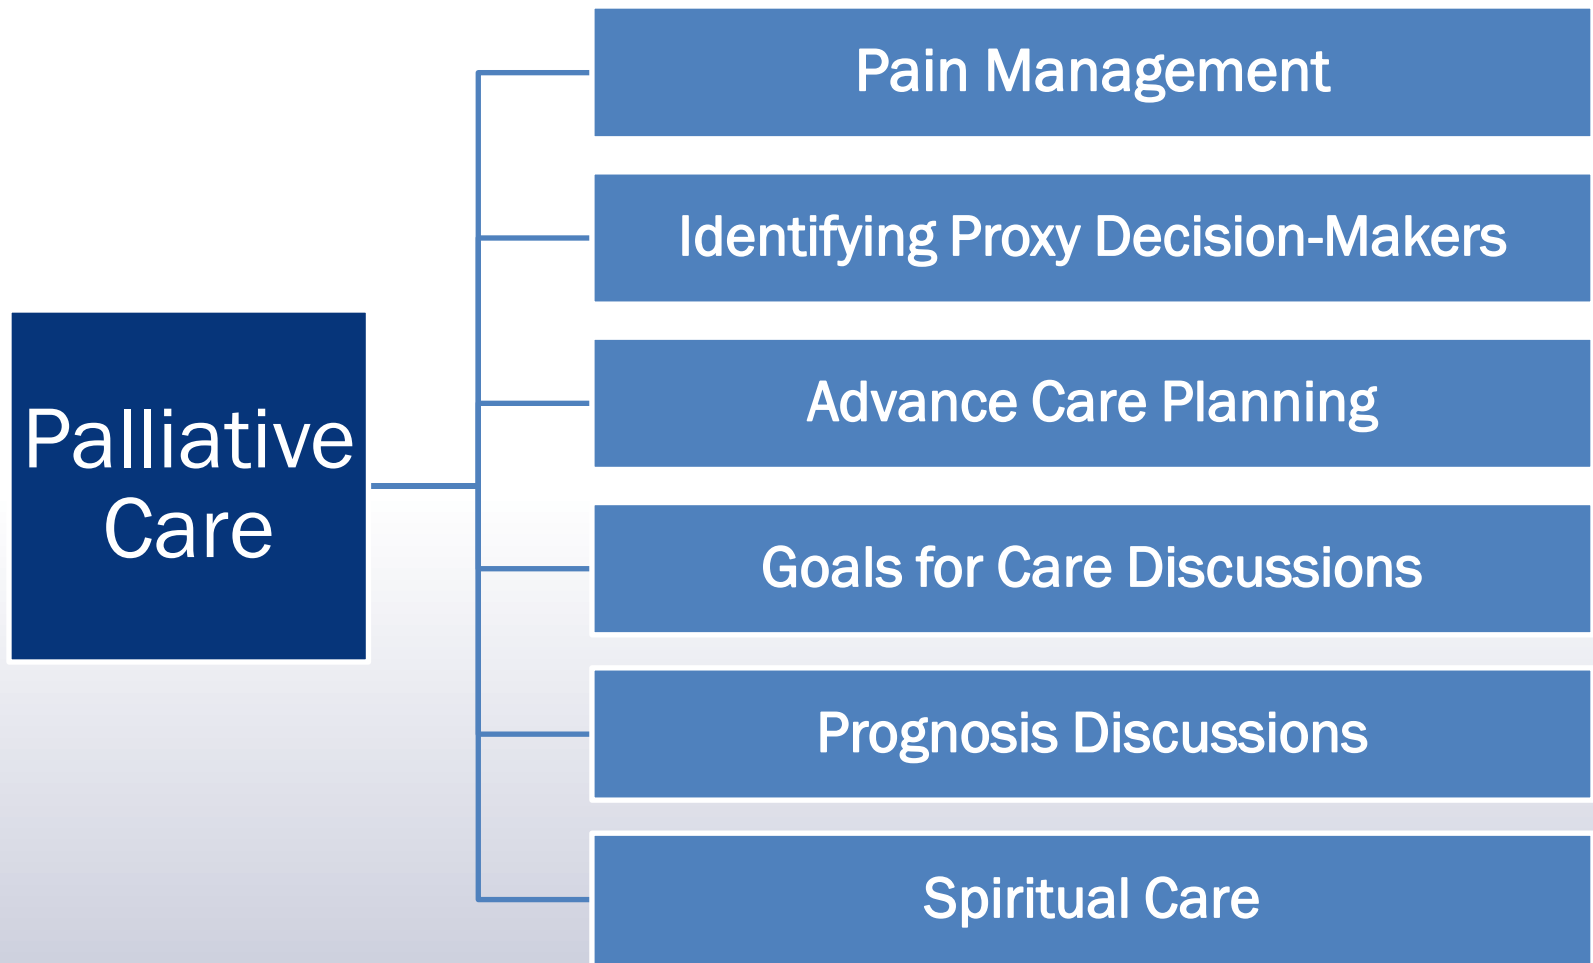 Palliative
Care
Pain Management
Identifying Proxy Decision-Makers
Advance Care Planning
Goals for Care Discussions
Prognosis Discussions
Spiritual Care